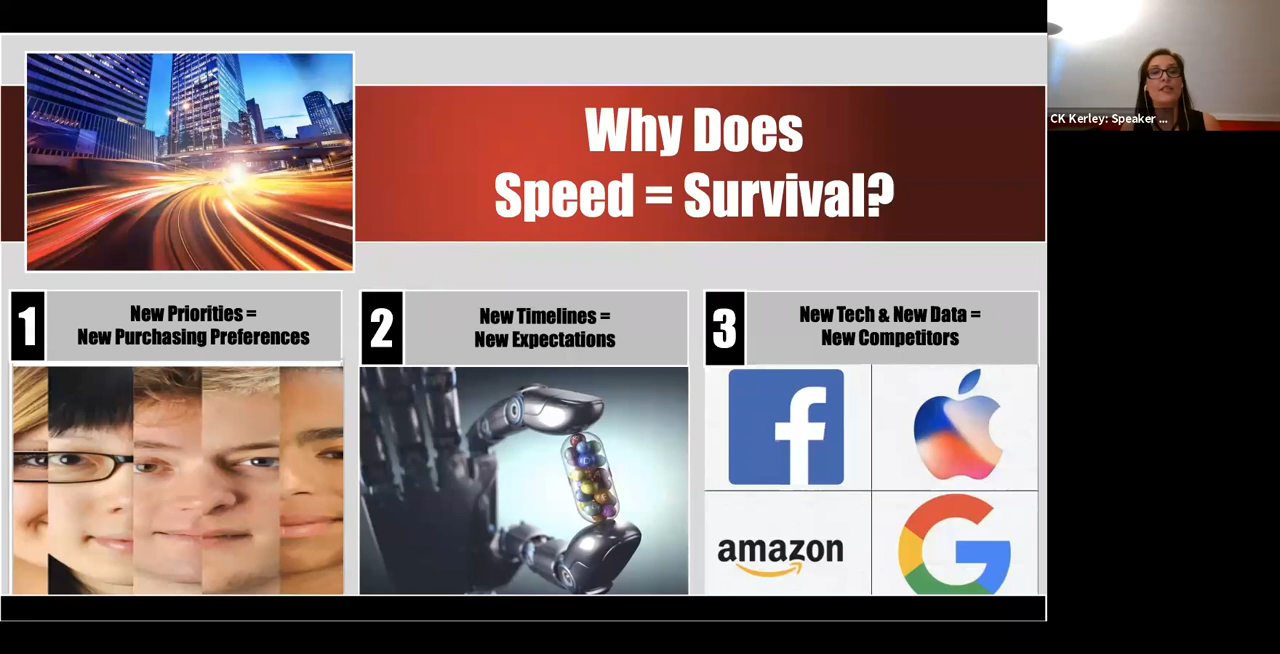 Why Does
Speed = Survival?
CK Kerley: Speaker ...
1
New Priorities =
New Purchasing Preferences
2
New Timelines =
New Expectations
3
New Tech & New Data =
New Competitors
f
amazon
G